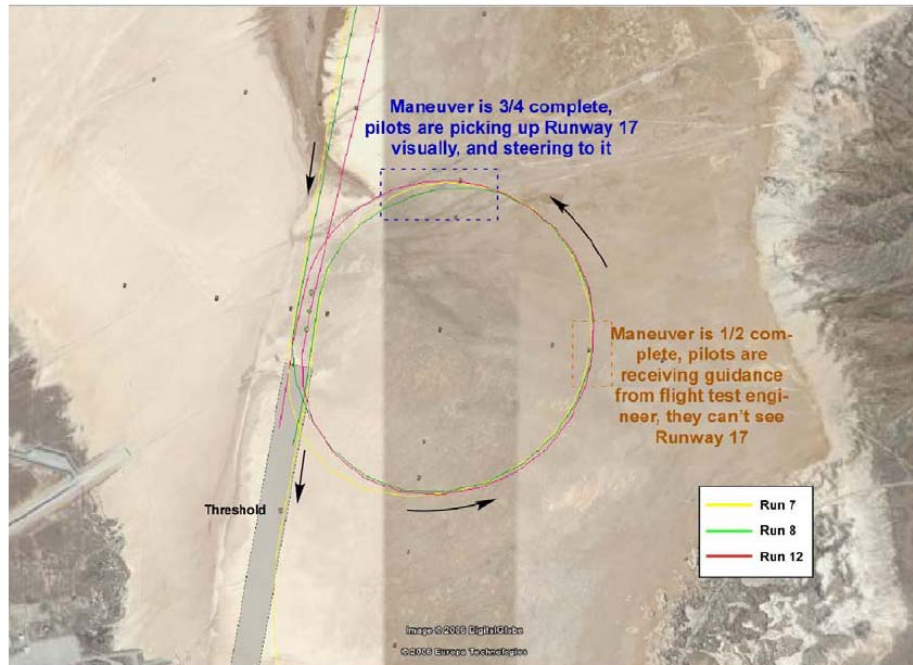 Maneuver is 3/4 complete,
pilots are picking up Runway 17
visually, and steering to it
Maneuver is 1/2 com-
plete, pilots are
receiving guidance
from flight test engi-
neer, they can't see
Runway 17
Threshold
Run 7
Run 8
Run 12
Image © 2006 DigitalGlobe
© 2006 Europa Technologies